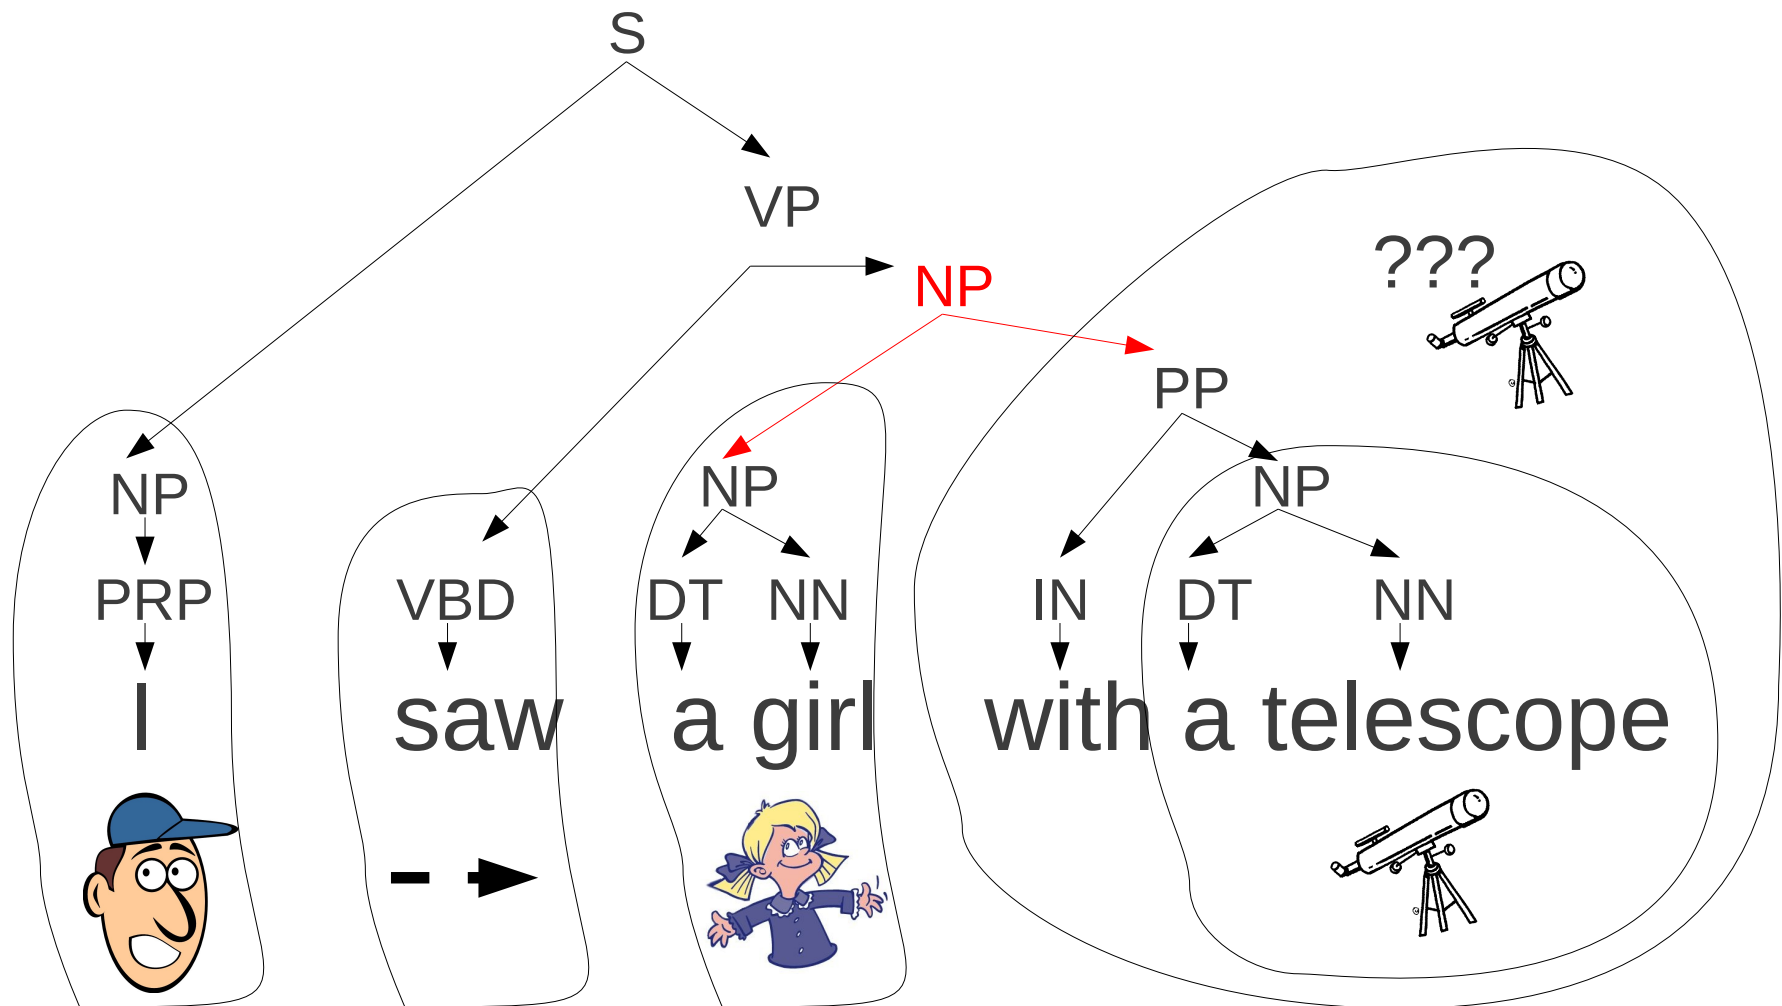 S
VP
???
NP
PP
NP NP NP
PRP VBD DT NN IN DT NN
I saw a girl with a telescope